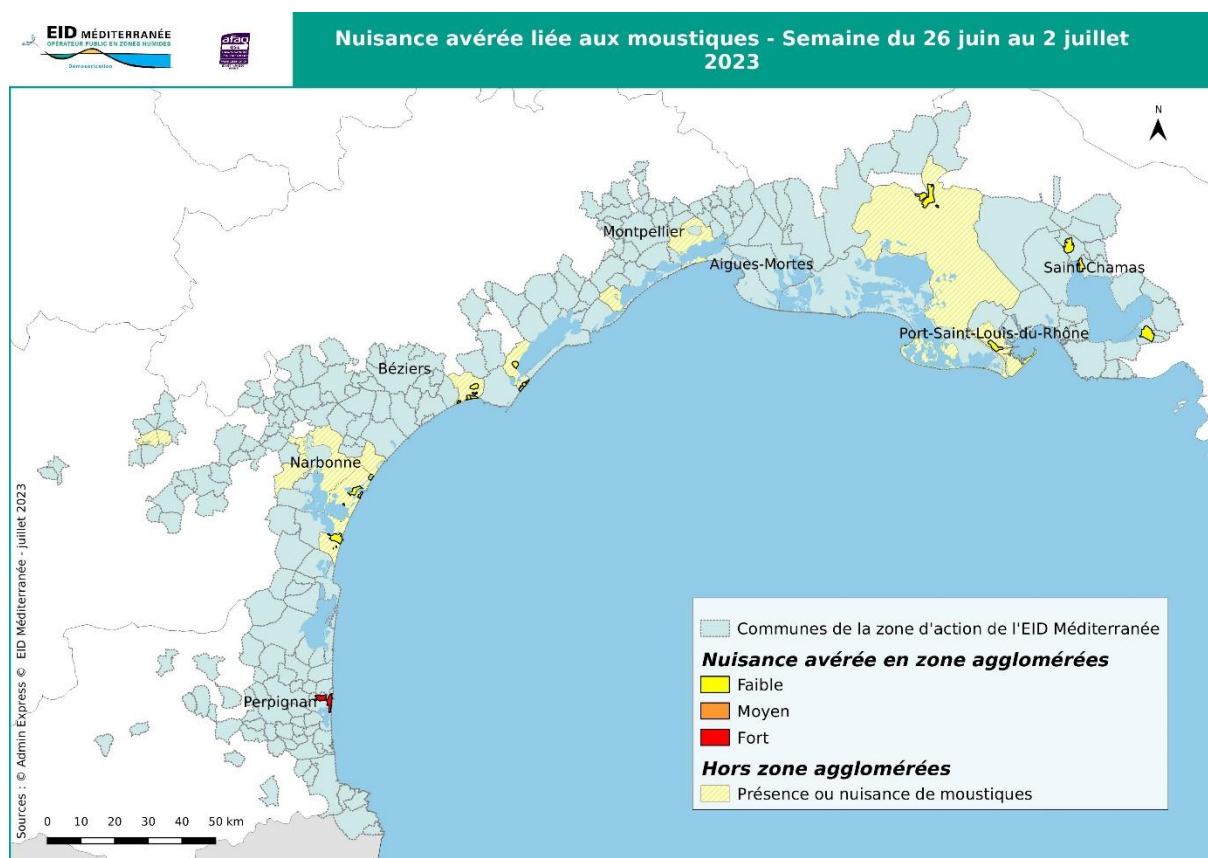 EID MÉDITERRANÉE
OPÉRATEUR PUBLIC EN ZONES HUMIDES
Démoustication
afaq
Nuisance avérée liée aux moustiques - Semaine du 26 juin au 2 juillet
2023
N
Montpellier
Aigues-Mortes
Saint-Chamas
Port-Saint-Louis-du-Rhône
Béziers
Narbonne
Perpignan
Communes de la zone d'action de l'EID Méditerranée
Nuisance avérée en zone agglomérées
Faible
Moyen
Fort
Hors zone agglomérées
Présence ou nuisance de moustiques
0 10 20 30 40 50 km
Sources : © Admin Express © EID Méditerranée - juillet 2023